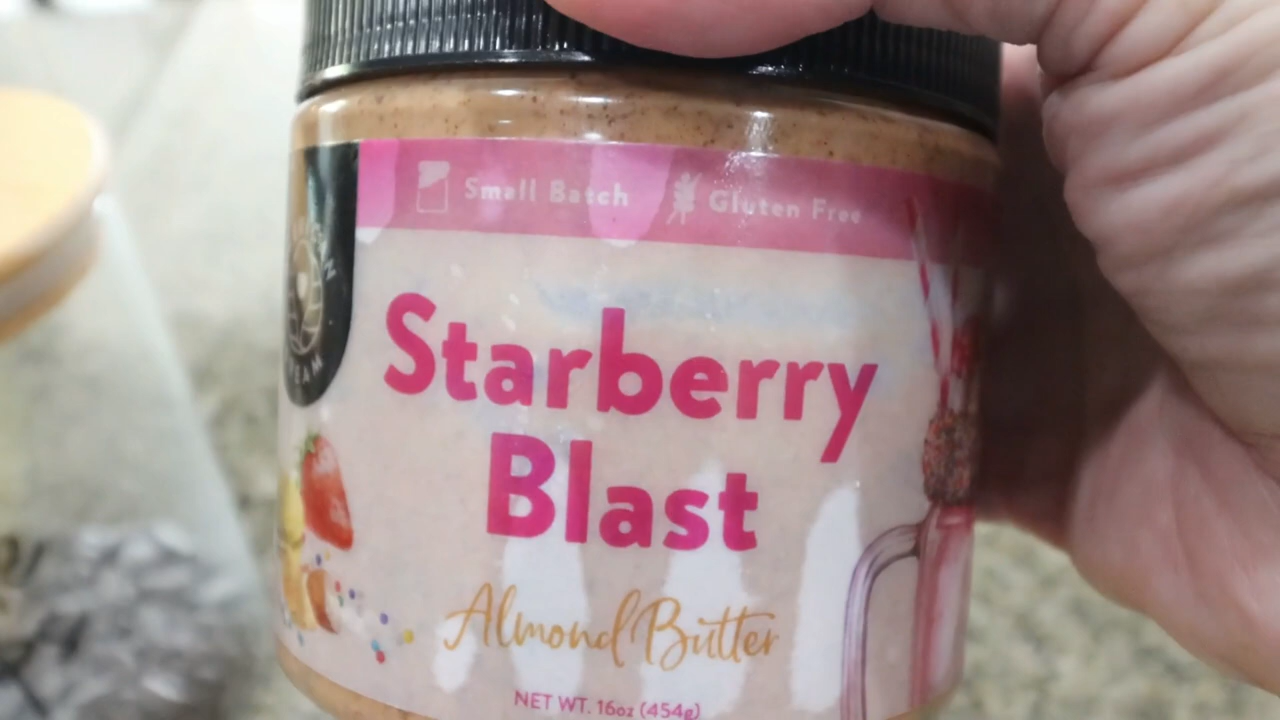 Small Batch
Gluten Free
Starberry
Blast
Almond Butter
NET WT. 16oz (454g)